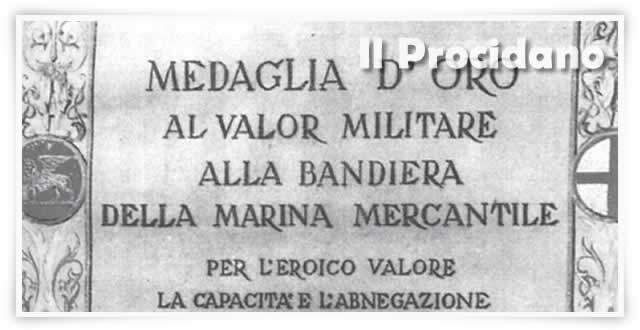 Il Procidano
MEDAGLIA D'ORO
AL VALOR MILITARE
ALLA BANDIERA
DELLA MARINA MERCANTILE
PER L'EROICO VALORE
LA CAPACITA' E L'ABNEGAZIONE